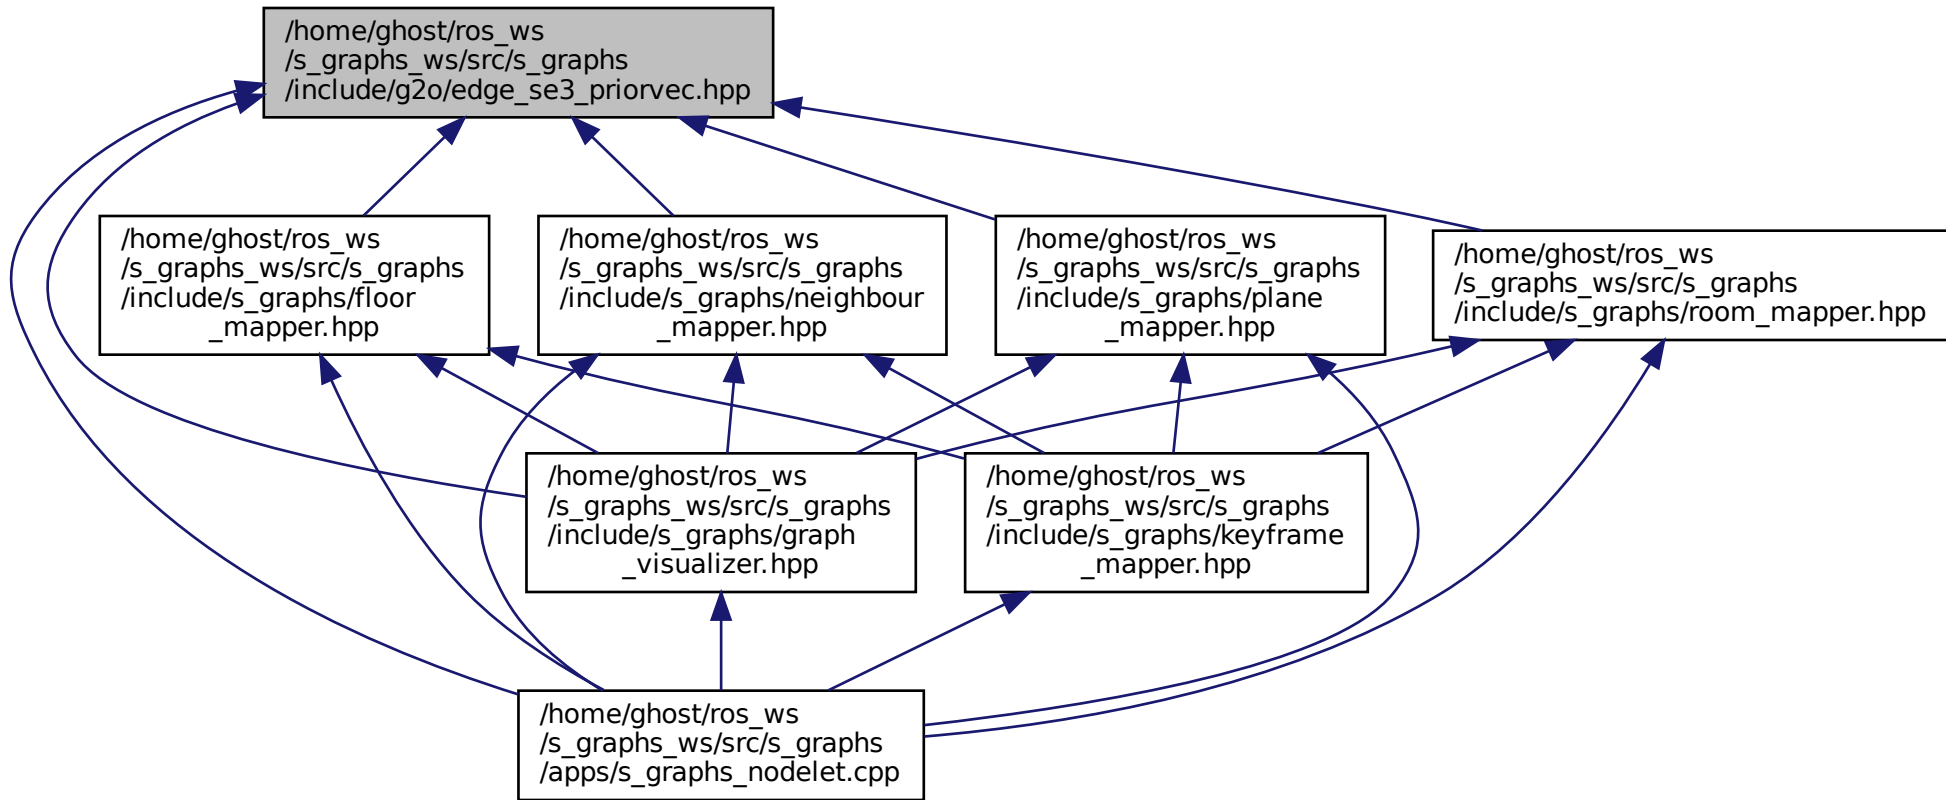 /home/ghost/ros_ws
/s_graphs_ws/src/s_graphs
/include/g2o/edge_se3_priorvec.hpp
/home/ghost/ros_ws
/s_graphs_ws/src/s_graphs
/include/s_graphs/floor
_mapper.hpp
/home/ghost/ros_ws
/s_graphs_ws/src/s_graphs
/include/s_graphs/neighbour
_mapper.hpp
/home/ghost/ros_ws
/s_graphs_ws/src/s_graphs
/include/s_graphs/plane
_mapper.hpp
/home/ghost/ros_ws
/s_graphs_ws/src/s_graphs
/include/s_graphs/room_mapper.hpp
/home/ghost/ros_ws
/s_graphs_ws/src/s_graphs
/include/s_graphs/graph
_visualizer.hpp
/home/ghost/ros_ws
/s_graphs_ws/src/s_graphs
/include/s_graphs/keyframe
_mapper.hpp
/home/ghost/ros_ws
/s_graphs_ws/src/s_graphs
/apps/s_graphs_nodelet.cpp